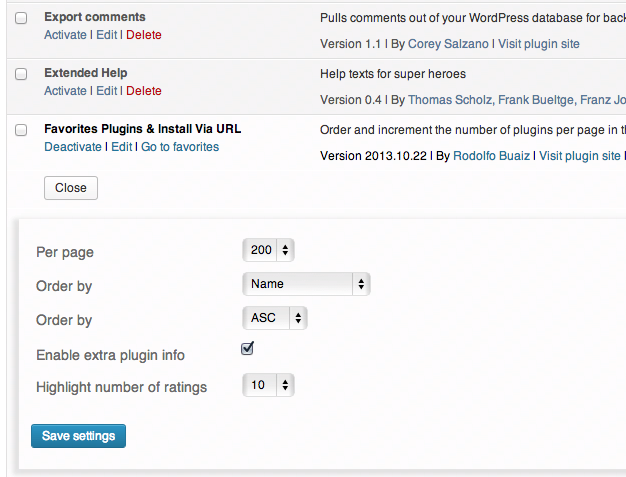 Export comments
Pulls comments out of your WordPress database for back
Activate | Edit | Delete
Version 1.1 | By Corey Salzano | Visit plugin site
Extended Help
Help texts for super heroes
Activate | Edit | Delete
Version 0.4 | By Thomas Scholz, Frank Bueltge, Franz Jo
Favorites Plugins & Install Via URL
Order and increment the number of plugins per page in
Deactivate | Edit | Go to favorites
Version 2013.10.22 | By Rodolfo Buaiz | Visit plugin site |
Close
Per page 200
Order by Name
Order by ASC
Enable extra plugin info
Highlight number of ratings 10
Save settings